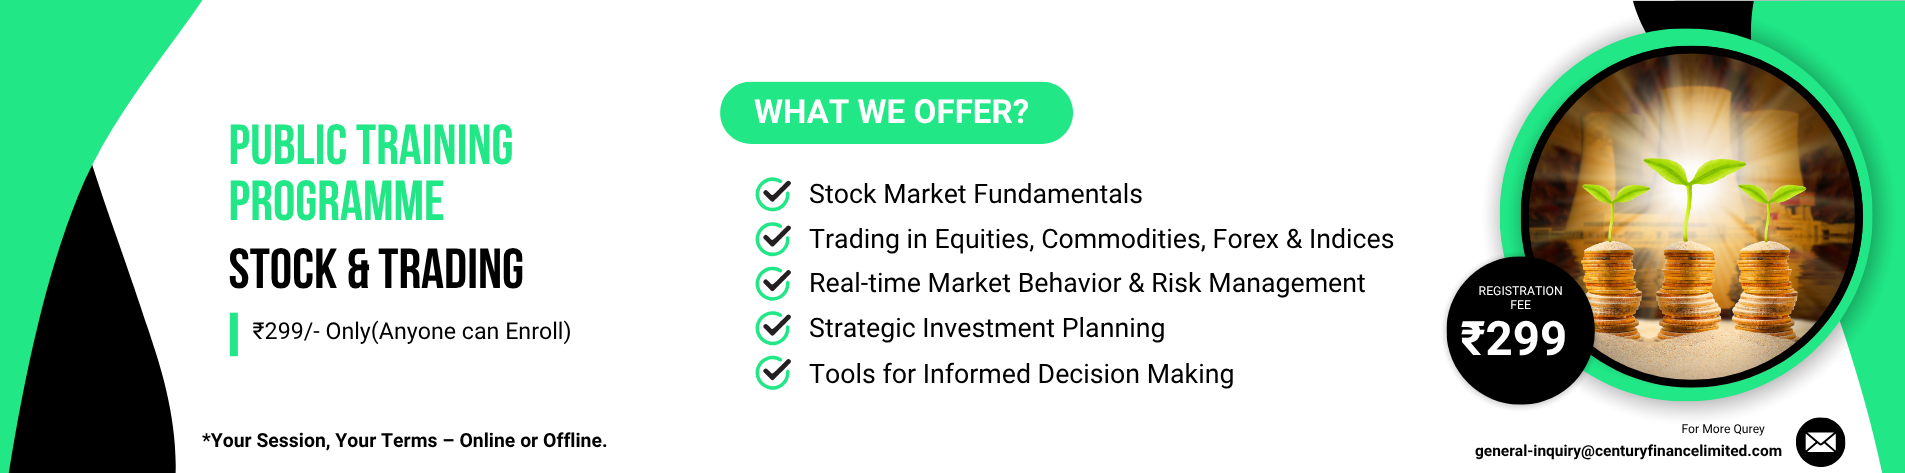 PUBLIC TRAINING
PROGRAMME
STOCK & TRADING
₹299/- Only(Anyone can Enroll)
*Your Session, Your Terms – Online or Offline.
WHAT WE OFFER?
Stock Market Fundamentals
Trading in Equities, Commodities, Forex & Indices
Real-time Market Behavior & Risk Management
Strategic Investment Planning
Tools for Informed Decision Making
REGISTRATION
FEE
₹299
For More Qurey
general-inquiry@centuryfinancelimited.com